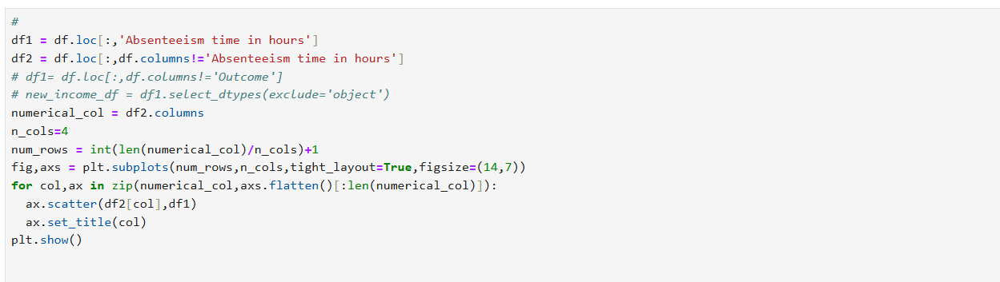 #
df1 = df.loc[:,'Absenteeism time in hours']
df2 = df.loc[:,df.columns!='Absenteeism time in hours']
# df1= df.loc[:,df.columns!='Outcome']
# new_income_df = df1.select_dtypes(exclude='object')
numerical_col = df2.columns
n_cols=4
num_rows = int(len(numerical_col)/n_cols)+1
fig,axs = plt.subplots(num_rows,n_cols,tight_layout=True,figsize=(14,7))
for col,ax in zip(numerical_col,axs.flatten()[:len(numerical_col)]):
  ax.scatter(df2[col],df1)
  ax.set_title(col)
plt.show()